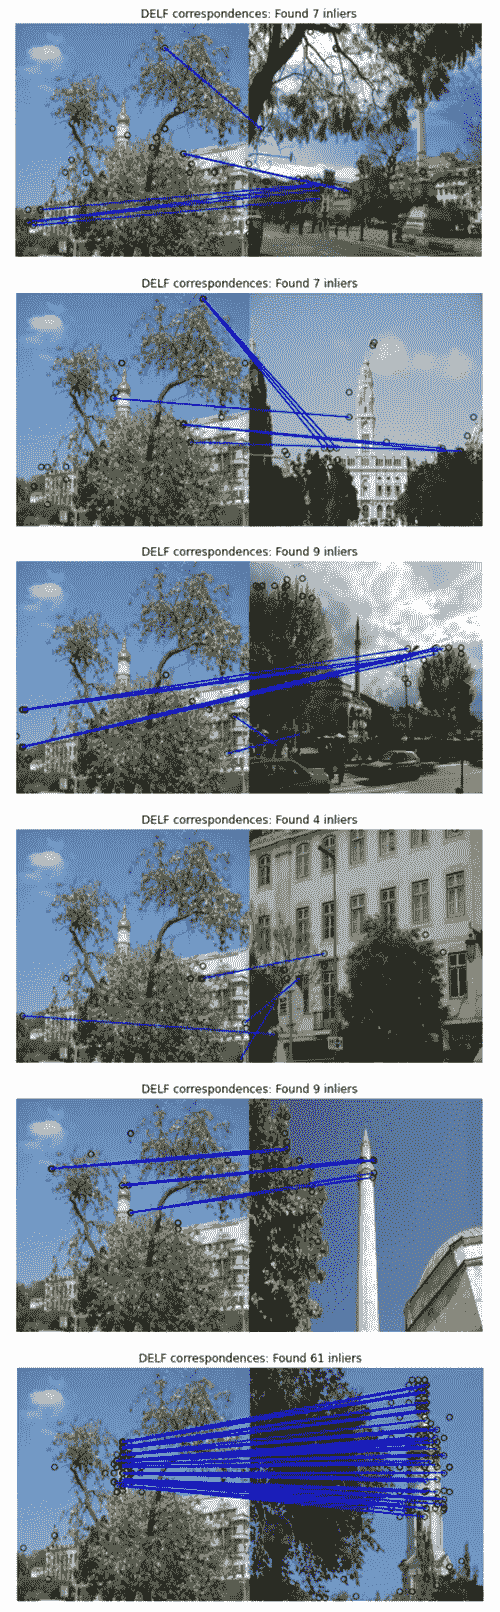 DELF correspondences: Found 7 inliers
DELF correspondences: Found 7 inliers
DELF correspondences: Found 9 inliers
DELF correspondences: Found 4 inliers
DELF correspondences: Found 9 inliers
DELF correspondences: Found 61 inliers